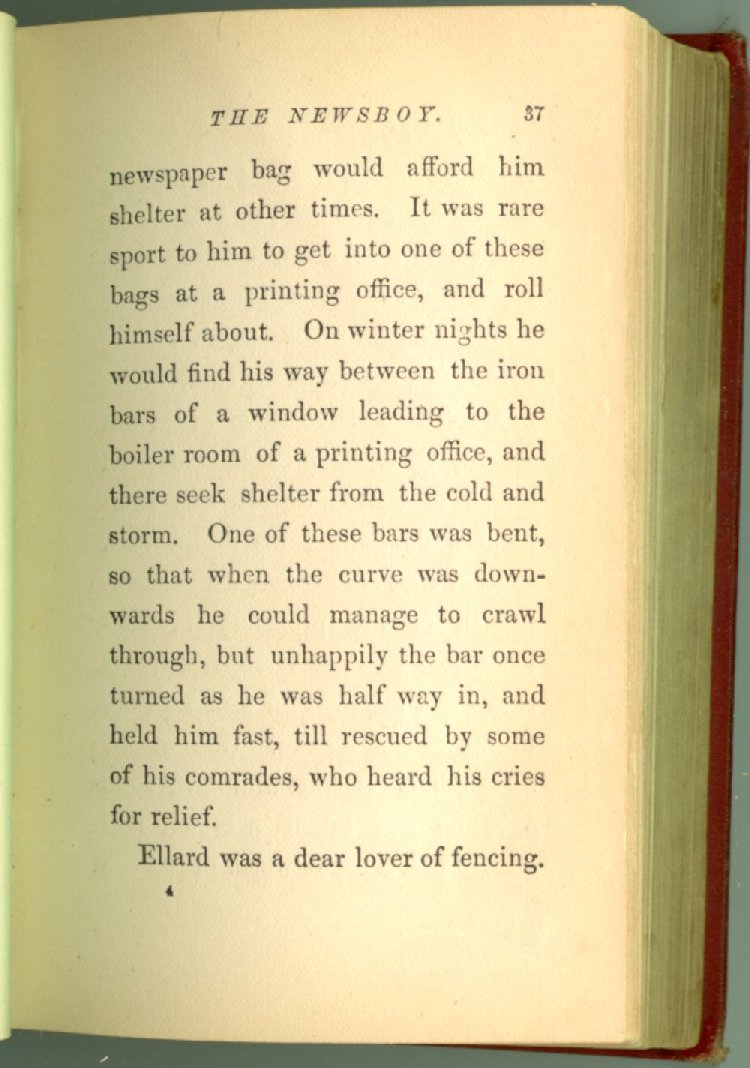 THE NEWSBOY. 37
newspaper bag would afford him
shelter at other times. It was rare
sport to him to get into one of these
bags at a printing office, and roll
himself about. On winter nights he
would find his way between the iron
bars of a window leading to the
boiler room of a printing office, and
there seek shelter from the cold and
storm. One of these bars was bent,
so that when the curve was down-
wards he could manage to crawl
through, but unhappily the bar once
turned as he was half way in, and
held him fast, till rescued by some
of his comrades, who heard his cries
for relief.
Ellard was a dear lover of fencing.
4